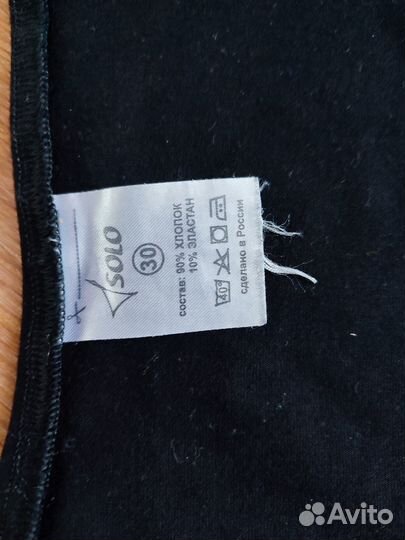 SOLO
30
состав: 90% ХЛОПОК
10% ЭЛАСТАН
40°
сделано в России
Avito